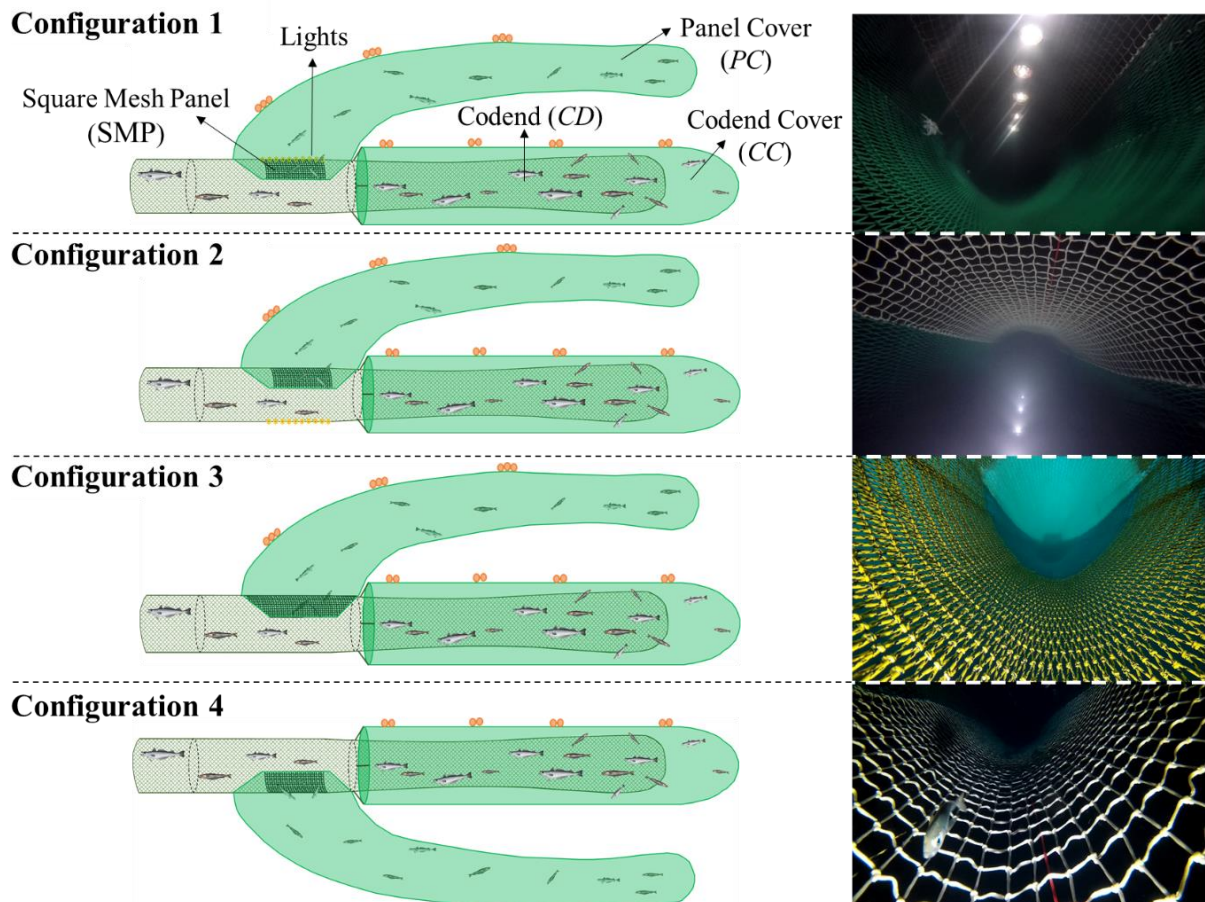 Configuration 1
Lights
Panel Cover
(PC)
Square Mesh Panel
(SMP)
Codend (CD)
Codend Cover
(CC)
Configuration 2
Configuration 3
Configuration 4